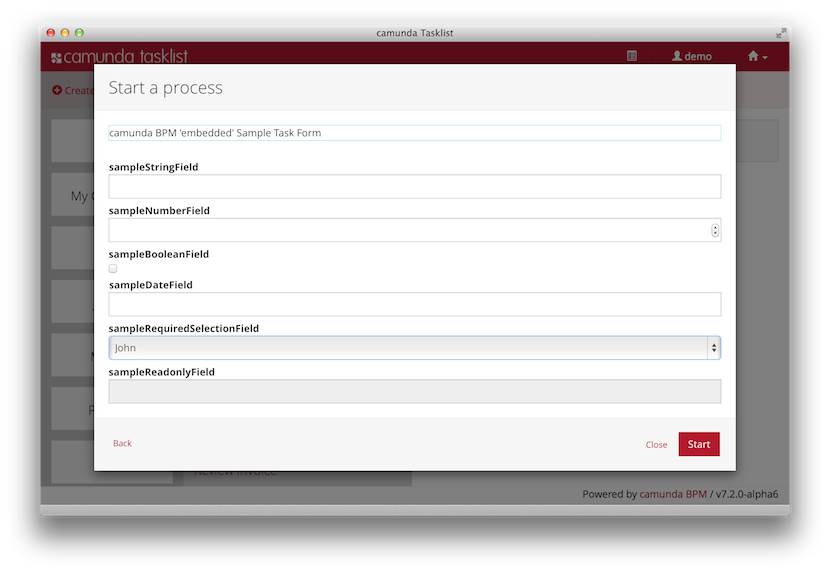 camunda Tasklist
camunda tasklist
demo
Create
Start a process
camunda BPM 'embedded' Sample Task Form
sampleStringField
sampleNumberField
sampleBooleanField
sampleDateField
sampleRequiredSelectionField
John
sampleReadonlyField
My
Back
Close
Start
Review Invoice
Powered by camunda BPM / v7.2.0-alpha6